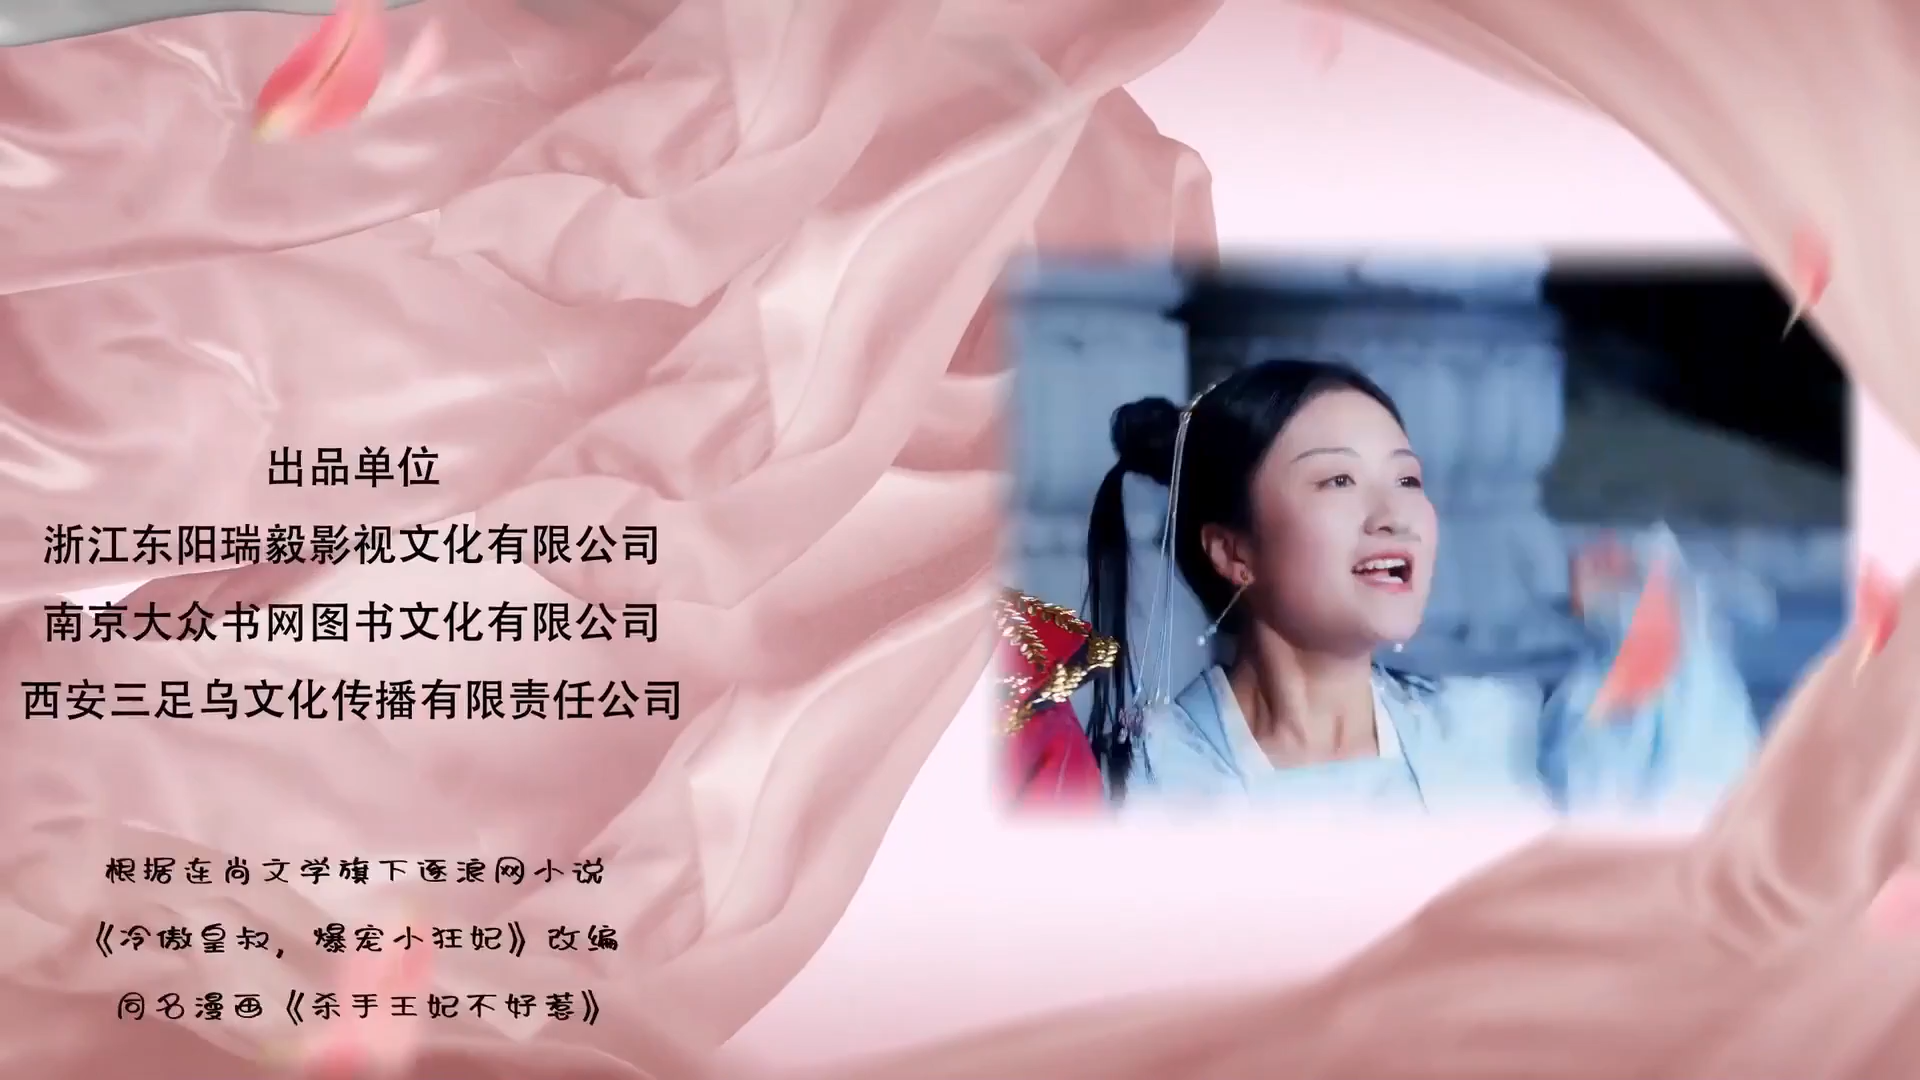 出品单位
浙江东阳瑞毅影视文化有限公司
南京大众书网图书文化有限公司
西安三足乌文化传播有限责任公司
根据连尚文学旗下逐浪网小说
《冷傲皇叔，爆宠小狂妃》改编
同名漫画《杀手王妃不好惹》